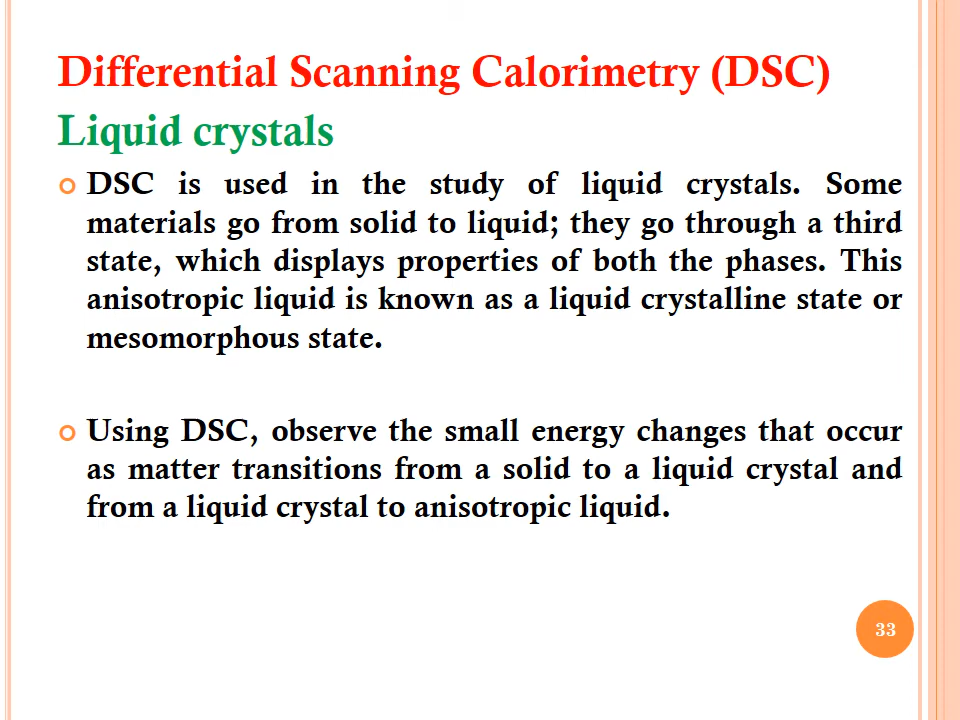 Differential Scanning Calorimetry (DSC)
Liquid crystals
DSC is used in the study of liquid crystals. Some
materials go from solid to liquid; they go through a third
state, which displays properties of both the phases. This
anisotropic liquid is known as a liquid crystalline state or
mesomorphous state.
Using DSC, observe the small energy changes that occur
as matter transitions from a solid to a liquid crystal and
from a liquid crystal to anisotropic liquid.
33